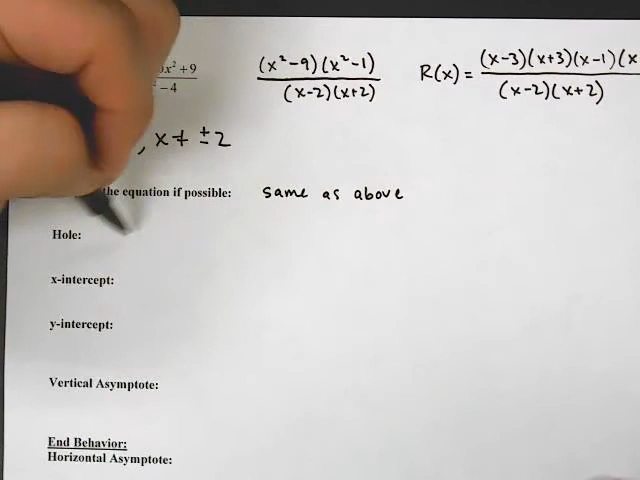 x² + 9
- 4
(x²-9)(x²-1)
(x-2)(x+2)
R(x) = (x-3)(x+3)(x-1)(x
(x-2)(x+2)
, x ≠ ±2
the equation if possible: same as above
Hole:
x-intercept:
y-intercept:
Vertical Asymptote:
End Behavior:
Horizontal Asymptote: